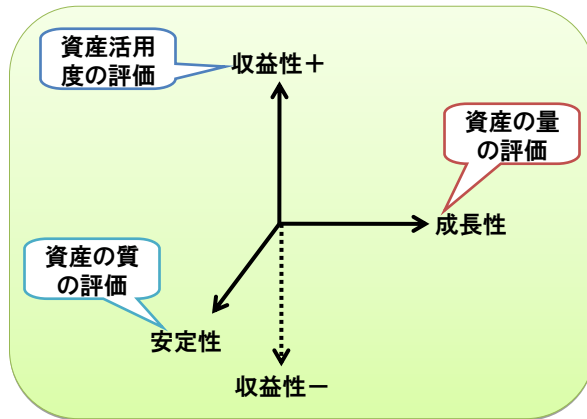 資産活用
度の評価
収益性＋
資産の量
の評価
成長性
資産の質
の評価
安定性
収益性－